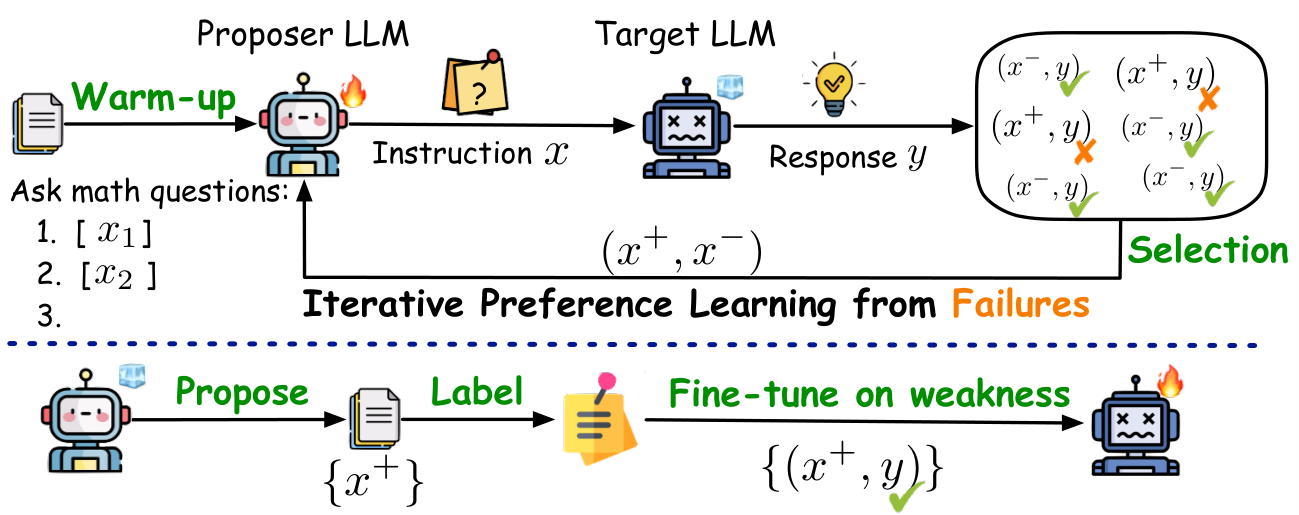 Proposer LLM
Target LLM
Warm-up
?
Instruction x
Response y
(x⁻, y)
(x⁺, y)
(x⁺, y)
(x⁻, y)
(x⁻, y)
(x⁻, y)
Ask math questions:
1. [ x₁ ]
2. [ x₂ ]
3.
(x⁺, x⁻)
Selection
Iterative Preference Learning from Failures
Propose
Label
Fine-tune on weakness
{x⁺}
{(x⁺, y)}